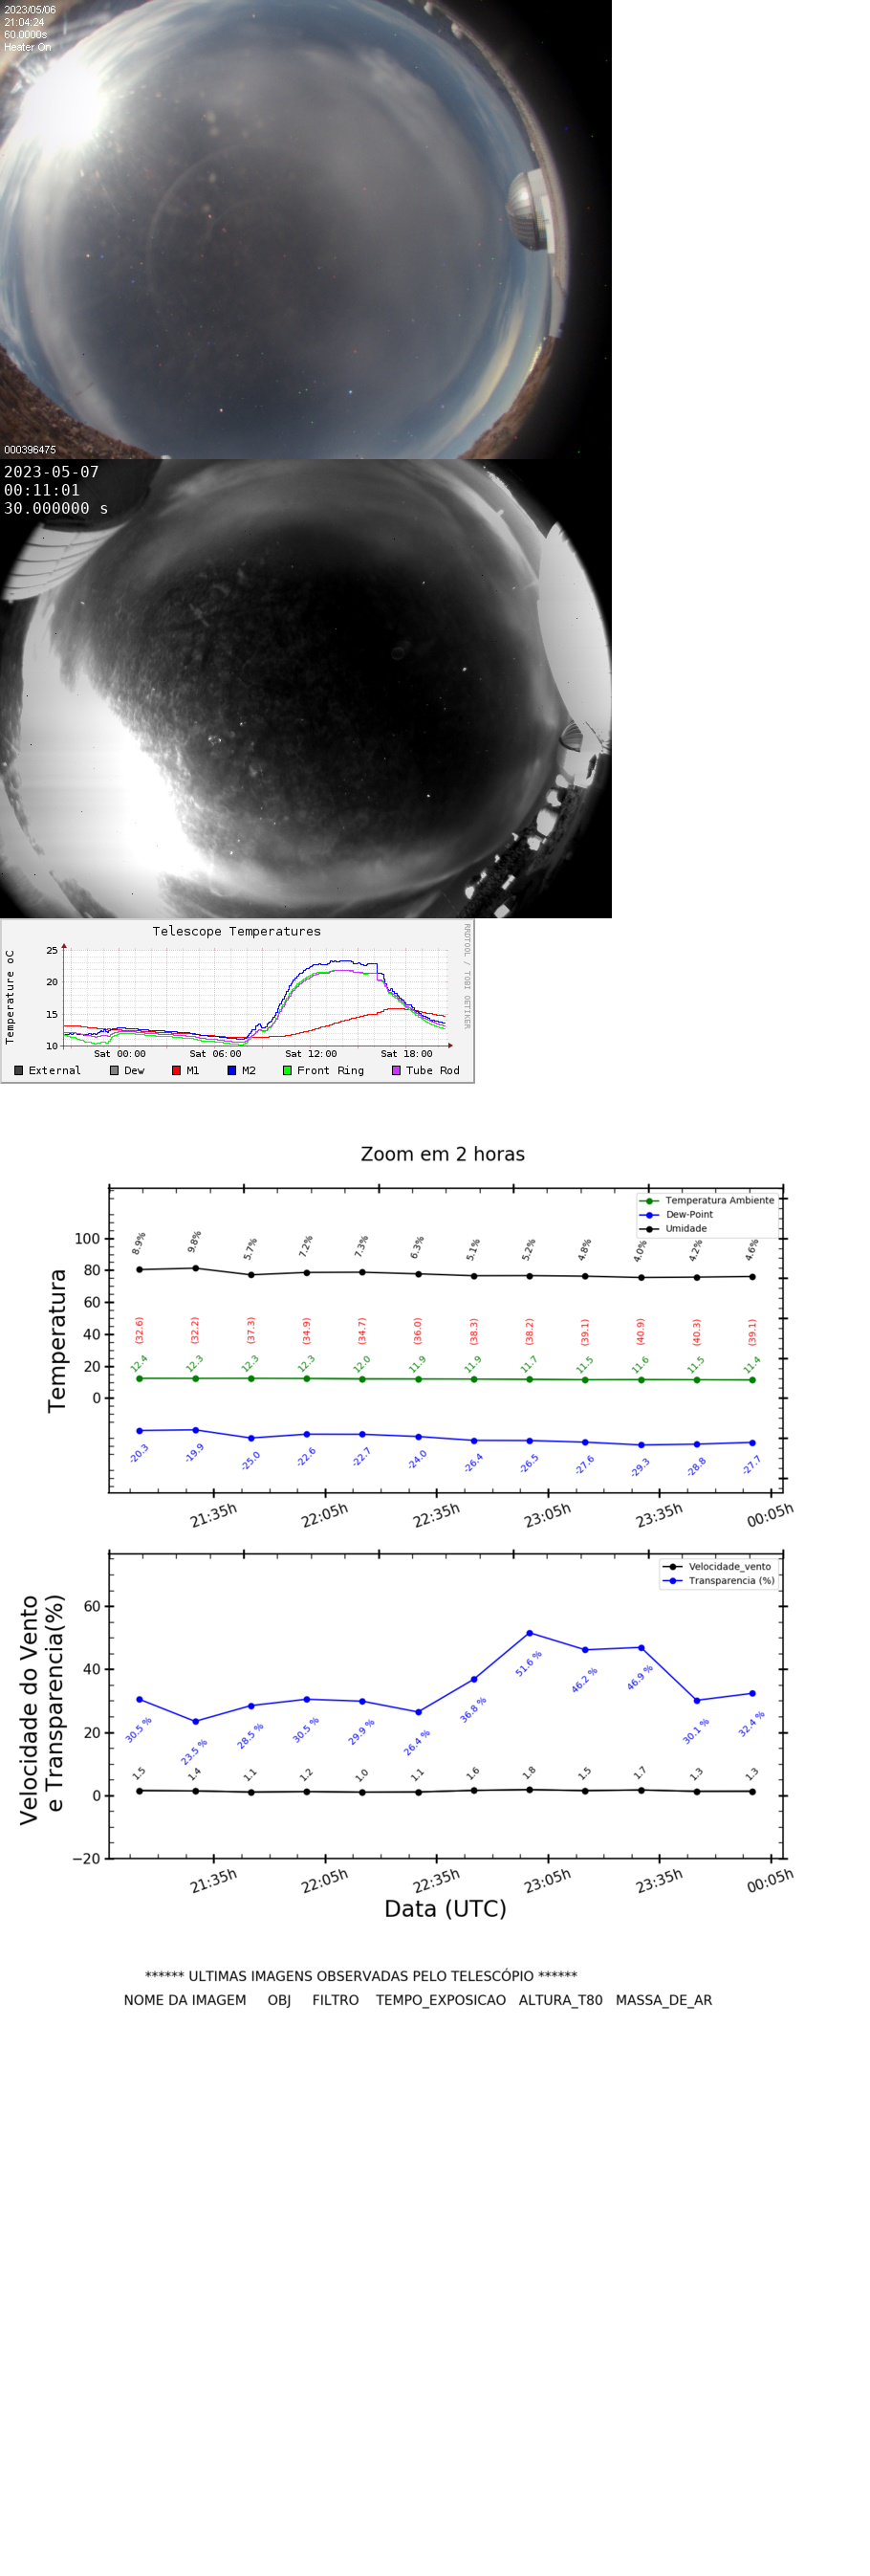 2023/05/06
21:04:24
60.0000s
Heater On
000396475
2023-05-07
00:11:01
30.000000 s
Telescope Temperatures
RRDTOOL / TOBI OETIKER
Temperature oC
25
20
15
10
Sat 00:00 Sat 06:00 Sat 12:00 Sat 18:00
External Dew M1 M2 Front Ring Tube Rod
Zoom em 2 horas
Temperatura Ambiente
Dew-Point
Umidade
Temperatura
100
80
60
40
20
0
8.9% 9.8% 5.7% 7.2% 7.3% 6.3% 5.1% 5.2% 4.8% 4.0% 4.2% 4.6%
(32.6) (32.2) (37.3) (34.9) (34.7) (36.0) (38.3) (38.2) (39.1) (40.9) (40.3) (39.1)
12.4 12.3 12.3 12.3 12.0 11.9 11.9 11.7 11.5 11.6 11.5 11.4
-20.3 -19.9 -25.0 -22.6 -22.7 -24.0 -26.4 -26.5 -27.6 -29.3 -28.8 -27.7
21:35h 22:05h 22:35h 23:05h 23:35h 00:05h
Velocidade_vento
Transparencia (%)
Velocidade do Vento
e Transparencia(%)
60
40
20
0
−20
30.5 % 23.5 % 28.5 % 30.5 % 29.9 % 26.4 % 36.8 % 51.6 % 46.2 % 46.9 % 30.1 % 32.4 %
1.5 1.4 1.1 1.2 1.0 1.1 1.6 1.8 1.5 1.7 1.3 1.3
21:35h 22:05h 22:35h 23:05h 23:35h 00:05h
Data (UTC)
****** ULTIMAS IMAGENS OBSERVADAS PELO TELESCÓPIO ******
NOME DA IMAGEM OBJ FILTRO TEMPO_EXPOSICAO ALTURA_T80 MASSA_DE_AR